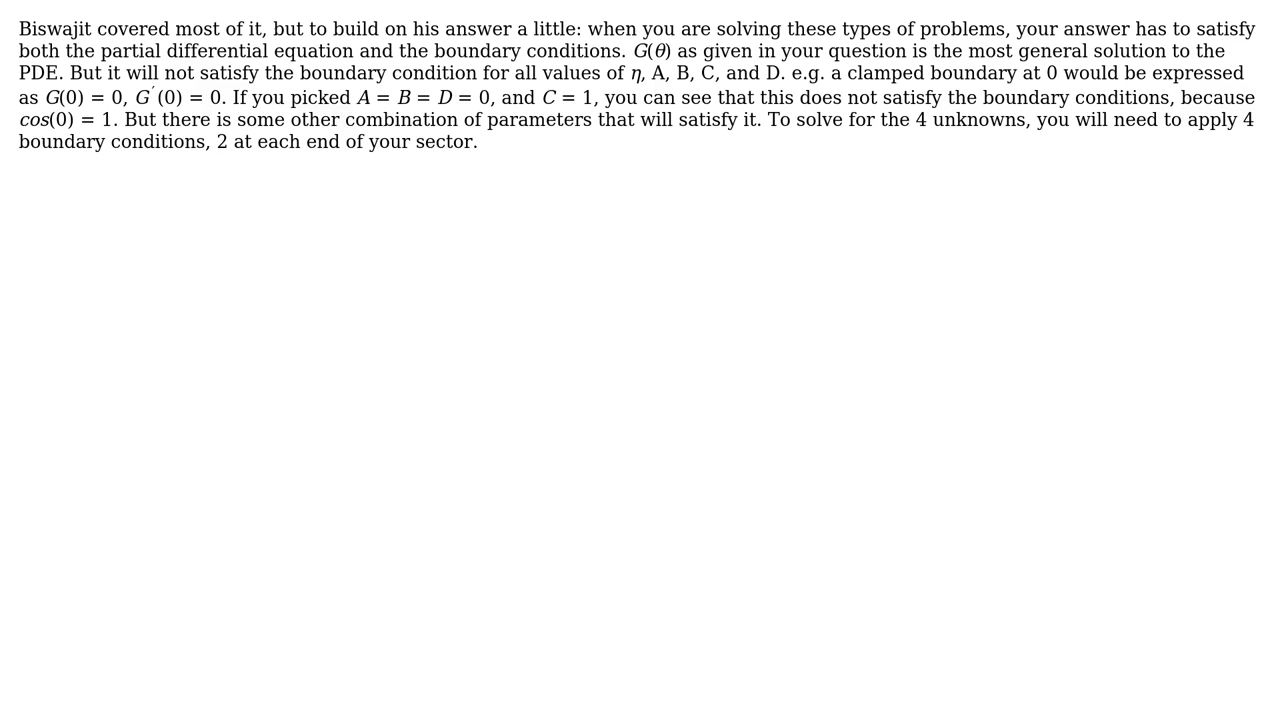 Biswajit covered most of it, but to build on his answer a little: when you are solving these types of problems, your answer has to satisfy
both the partial differential equation and the boundary conditions. G(θ) as given in your question is the most general solution to the
PDE. But it will not satisfy the boundary condition for all values of η, A, B, C, and D. e.g. a clamped boundary at 0 would be expressed
as G(0) = 0, G′(0) = 0. If you picked A = B = D = 0, and C = 1, you can see that this does not satisfy the boundary conditions, because
cos(0) = 1. But there is some other combination of parameters that will satisfy it. To solve for the 4 unknowns, you will need to apply 4
boundary conditions, 2 at each end of your sector.